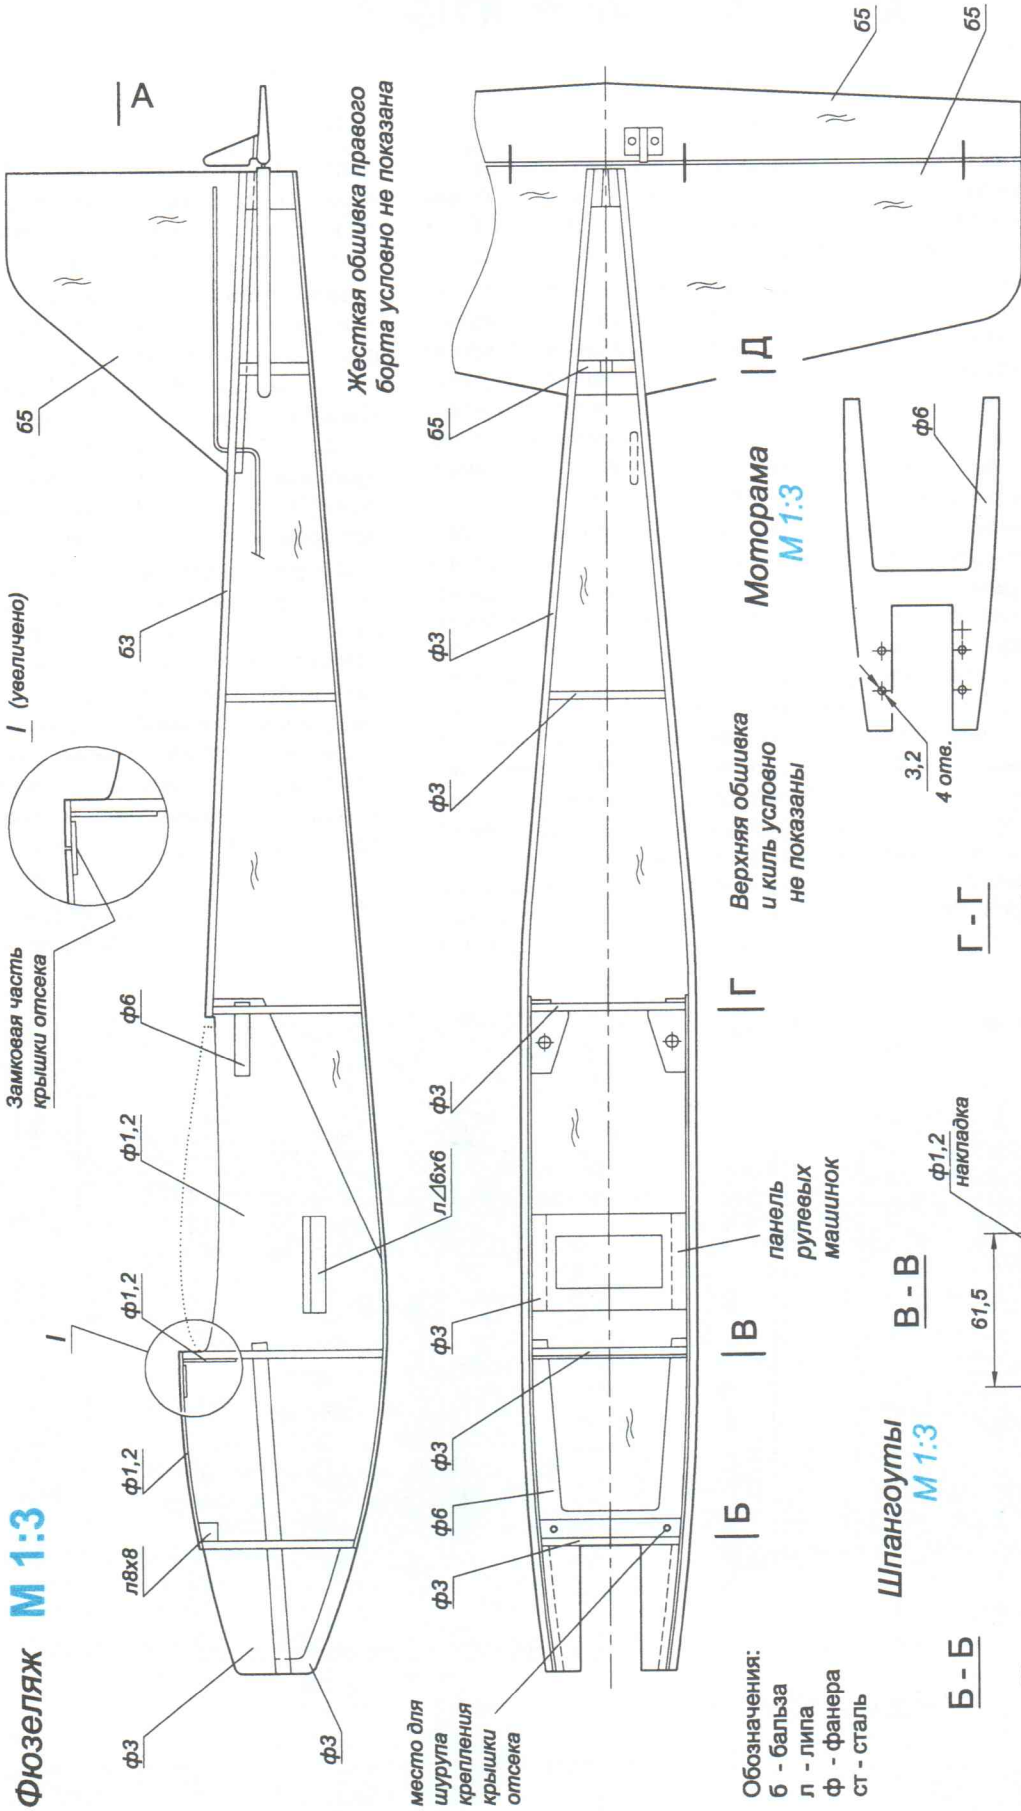 Фюзеляж М 1:3
I (увеличено)
Замковая часть
крышки отсека
А
I
ф3
ф3
л8х8
ф1,2
ф1,2
ф1,2
ф6
б3
б5
Жесткая обшивка правого
борта условно не показана
л⊿6х6
место для
шурупа
крепления
крышки
отсека
ф3
ф6
ф3
ф3
ф3
ф3
ф3
б5
б5
б5
Б
В
Г
Д
панель
рулевых
машинок
Верхняя обшивка
и киль условно
не показаны
Моторама
М 1:3
ф6
3,2
4 отв.
Обозначения:
б - бальза
л - липа
ф - фанера
ст - сталь
Шпангоуты
М 1:3
Б - Б
В - В
Г - Г
61,5
ф1,2
накладка